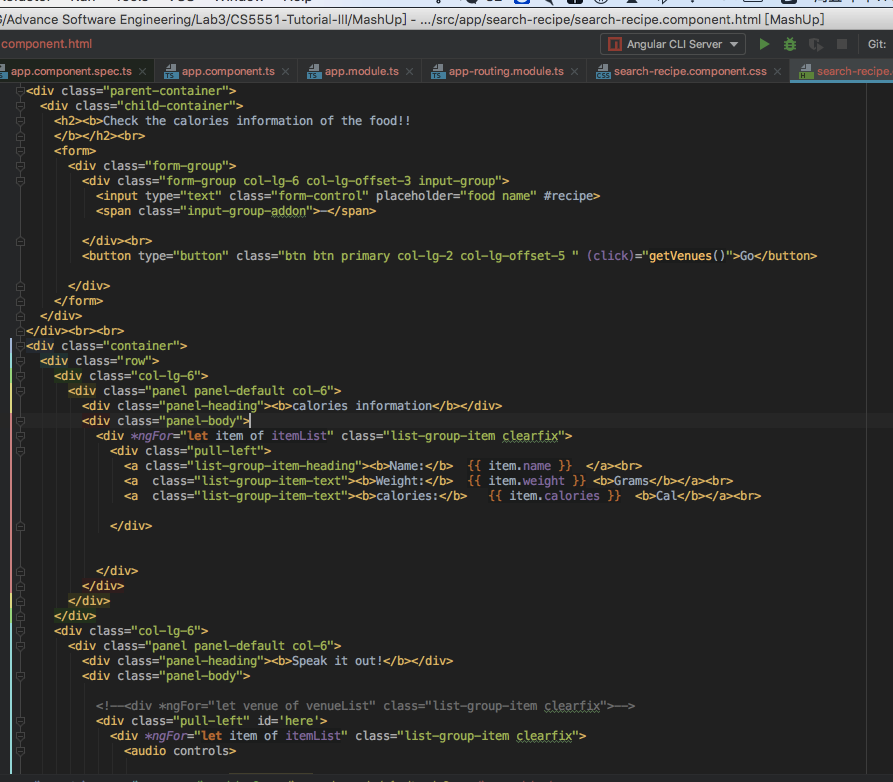 G/Advance Software Engineering/Lab3/CS5551-Tutorial-III/MashUp] - .../src/app/search-recipe/search-recipe.component.html [MashUp]
component.html
Angular CLI Server
Git:
app.component.spec.ts
app.component.ts
app.module.ts
app-routing.module.ts
search-recipe.component.css
search-recipe.
<div class="parent-container">
<div class="child-container">
<h2><b>Check the calories information of the food!!
</b></h2><br>
<form>
<div class="form-group">
<div class="form-group col-lg-6 col-lg-offset-3 input-group">
<input type="text" class="form-control" placeholder="food name" #recipe>
<span class="input-group-addon">-</span>
</div><br>
<button type="button" class="btn btn primary col-lg-2 col-lg-offset-5 " (click)="getVenues()">Go</button>
</div>
</form>
</div>
</div><br><br>
<div class="container">
<div class="row">
<div class="col-lg-6">
<div class="panel panel-default col-6">
<div class="panel-heading"><b>calories information</b></div>
<div class="panel-body">
<div *ngFor="let item of itemList" class="list-group-item clearfix">
<div class="pull-left">
<a class="list-group-item-heading"><b>Name:</b>  {{ item.name }}  </a><br>
<a  class="list-group-item-text"><b>Weight:</b>  {{ item.weight }} <b>Grams</b></a><br>
<a  class="list-group-item-text"><b>calories:</b>   {{ item.calories }}  <b>Cal</b></a><br>
</div>
</div>
</div>
</div>
</div>
<div class="col-lg-6">
<div class="panel panel-default col-6">
<div class="panel-heading"><b>Speak it out!</b></div>
<div class="panel-body">
<!--<div *ngFor="let venue of venueList" class="list-group-item clearfix">-->
<div class="pull-left" id='here'>
<div *ngFor="let item of itemList" class="list-group-item clearfix">
<audio controls>